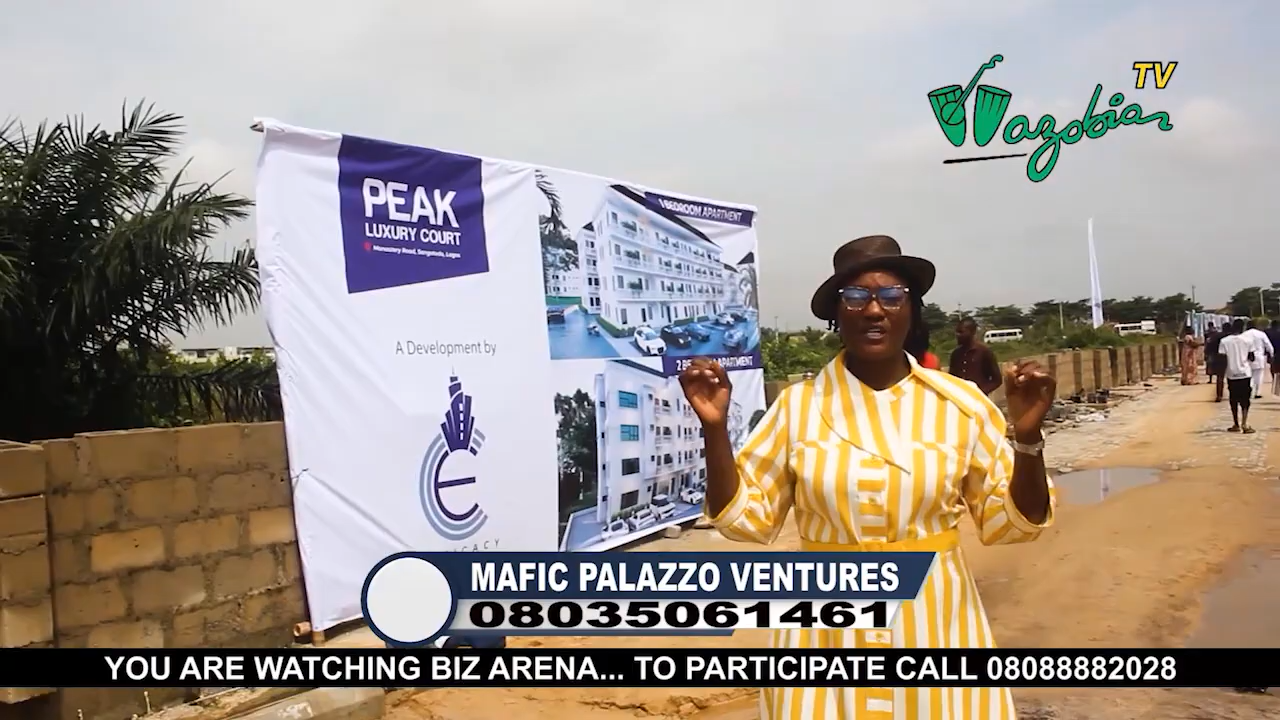 TV
Wazobia
PEAK
LUXURY COURT
Monastery Road, Sangotedo, Lagos
1 BEDROOM APARTMENT
A Development by
APARTMENT
MAFIC PALAZZO VENTURES
08035061461
YOU ARE WATCHING BIZ ARENA... TO PARTICIPATE CALL 08088882028